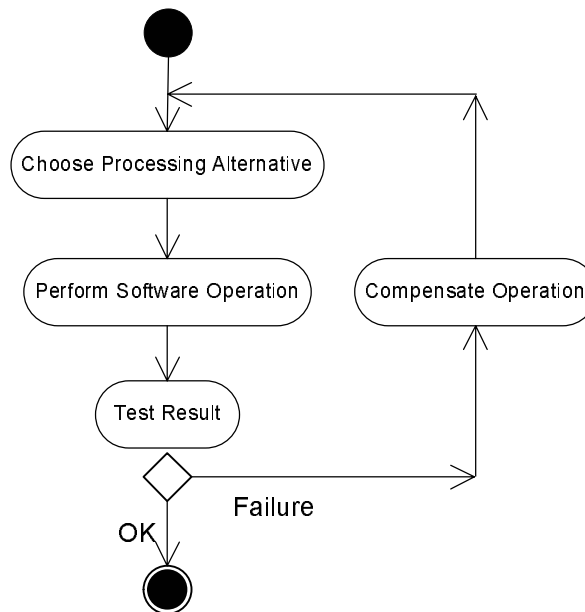 Choose Processing Alternative
Perform Software Operation
Compensate Operation
Test Result
Failure
OK